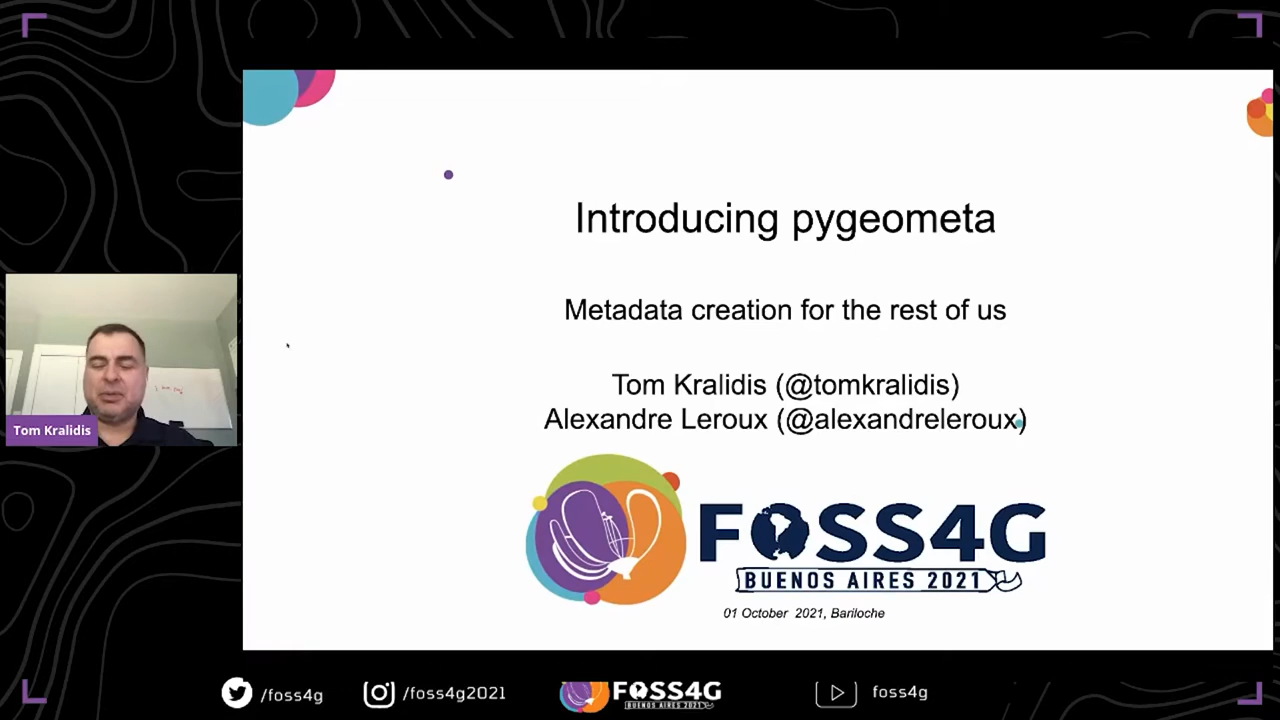 Introducing pygeometa
Metadata creation for the rest of us
Tom Kralidis (@tomkralidis)
Alexandre Leroux (@alexandreleroux)
FOSS4G
BUENOS AIRES 2021
01 October 2021, Bariloche
Tom Kralidis
/foss4g
/foss4g2021
FOSS4G
BUENOS AIRES 2021
foss4g